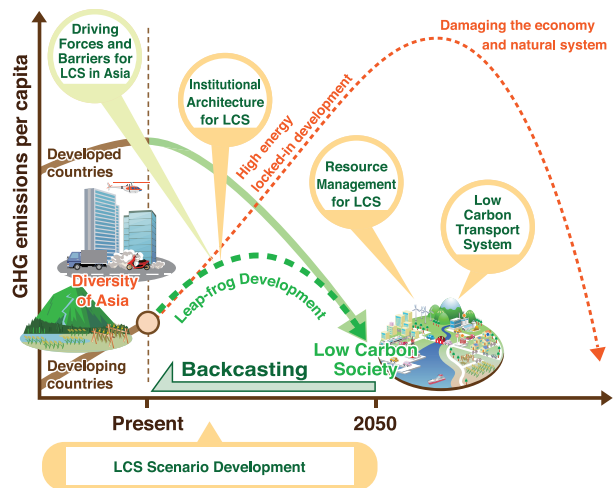 Driving
Forces and
Barriers for
LCS in Asia
Damaging the economy
and natural system
Institutional
Architecture
for LCS
GHG emissions per capita
High energy
locked-in development
Developed
countries
Resource
Management
for LCS
Low
Carbon
Transport
System
Diversity
of Asia
Leap-frog Development
Low Carbon
Society
Developing
countries
Backcasting
Present
2050
LCS Scenario Development